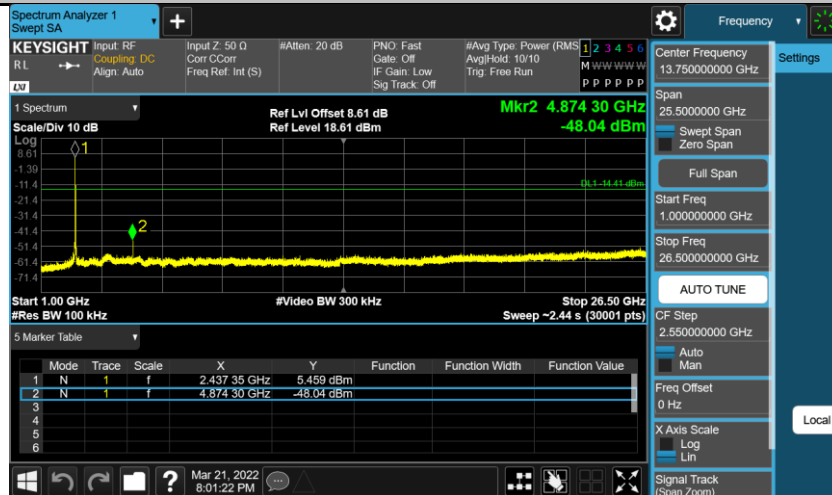 Spectrum Analyzer 1
Swept SA
+
Frequency
KEYSIGHT Input: RF Input Z: 50 Ω #Atten: 20 dB PNO: Fast #Avg Type: Power (RMS 1 2 3 4 5 6
RL Coupling: DC Corr CCorr Gate: Off Avg|Hold: 10/10 M W W W W W
Align: Auto Freq Ref: Int (S) IF Gain: Low Trig: Free Run
LXI Sig Track: Off P P P P P P
1 Spectrum
Scale/Div 10 dB
Ref Lvl Offset 8.61 dB
Ref Level 18.61 dBm
Mkr2 4.874 30 GHz
-48.04 dBm
Log
8.61
-1.39
-11.4
-21.4
-31.4
-41.4
-51.4
-61.4
-71.4
1
2
DL1 -14.41 dBm
Start 1.00 GHz #Video BW 300 kHz Stop 26.50 GHz
#Res BW 100 kHz Sweep ~2.44 s (30001 pts)
5 Marker Table
Mode Trace Scale X Y Function Function Width Function Value
1 N 1 f 2.437 35 GHz 5.459 dBm
2 N 1 f 4.874 30 GHz -48.04 dBm
3
4
5
6
? Mar 21, 2022
8:01:22 PM
Center Frequency
13.750000000 GHz
Span
25.5000000 GHz
Swept Span
Zero Span
Full Span
Start Freq
1.000000000 GHz
Stop Freq
26.500000000 GHz
AUTO TUNE
CF Step
2.550000000 GHz
Auto
Man
Freq Offset
0 Hz
X Axis Scale
Log
Lin
Signal Track
(Span Zoom)
Settings
Local